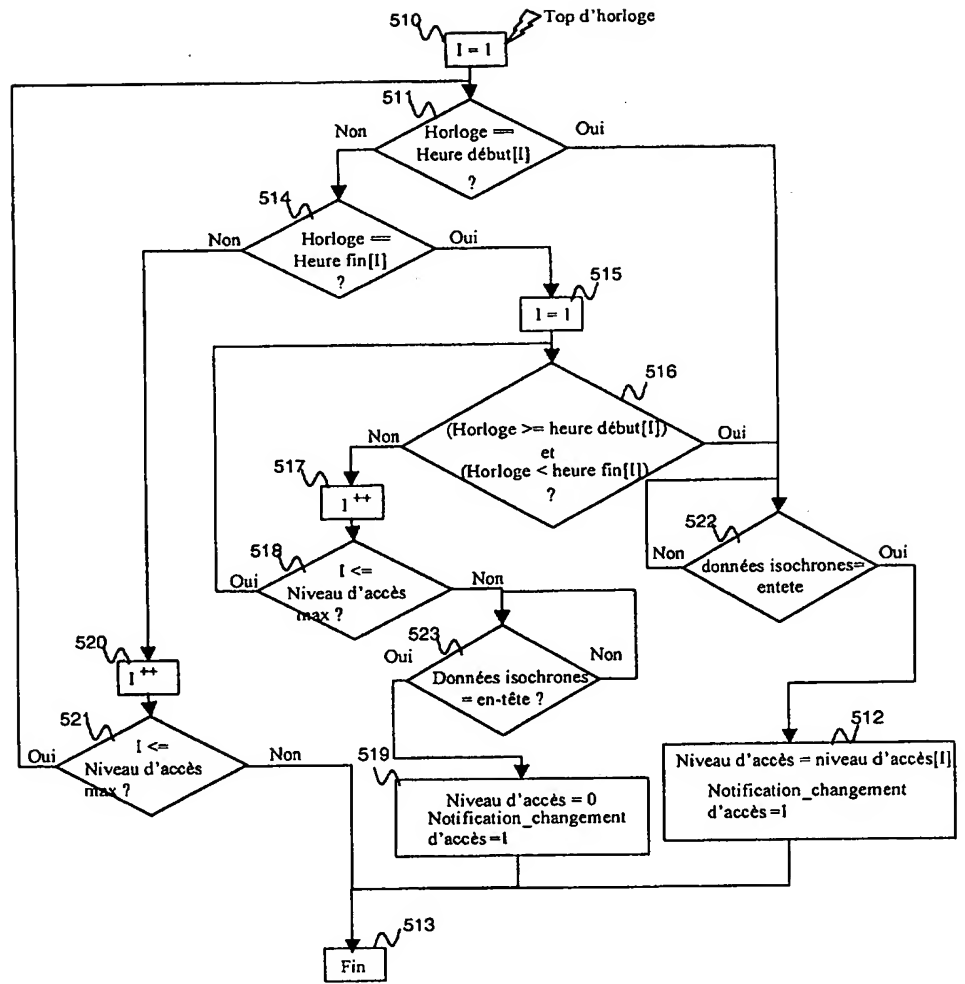 510
Top d'horloge
I = 1
511
Non
Oui
Horloge ==
Heure début[I]
?
514
Non
Oui
Horloge ==
Heure fin[I]
?
515
I = 1
516
Non
Oui
(Horloge >= heure début[I])
et
(Horloge < heure fin[I])
?
517
I ++
518
Oui
Non
I <=
Niveau d'accès
max ?
522
Non
Oui
données isochrones=
entete
523
Oui
Non
Données isochrones
= en-tête ?
520
I ++
521
Oui
Non
I <=
Niveau d'accès
max ?
519
Niveau d'accès = 0
Notification_changement
d'accès=1
512
Niveau d'accès = niveau d'accès[I]
Notification_changement
d'accès=1
513
Fin